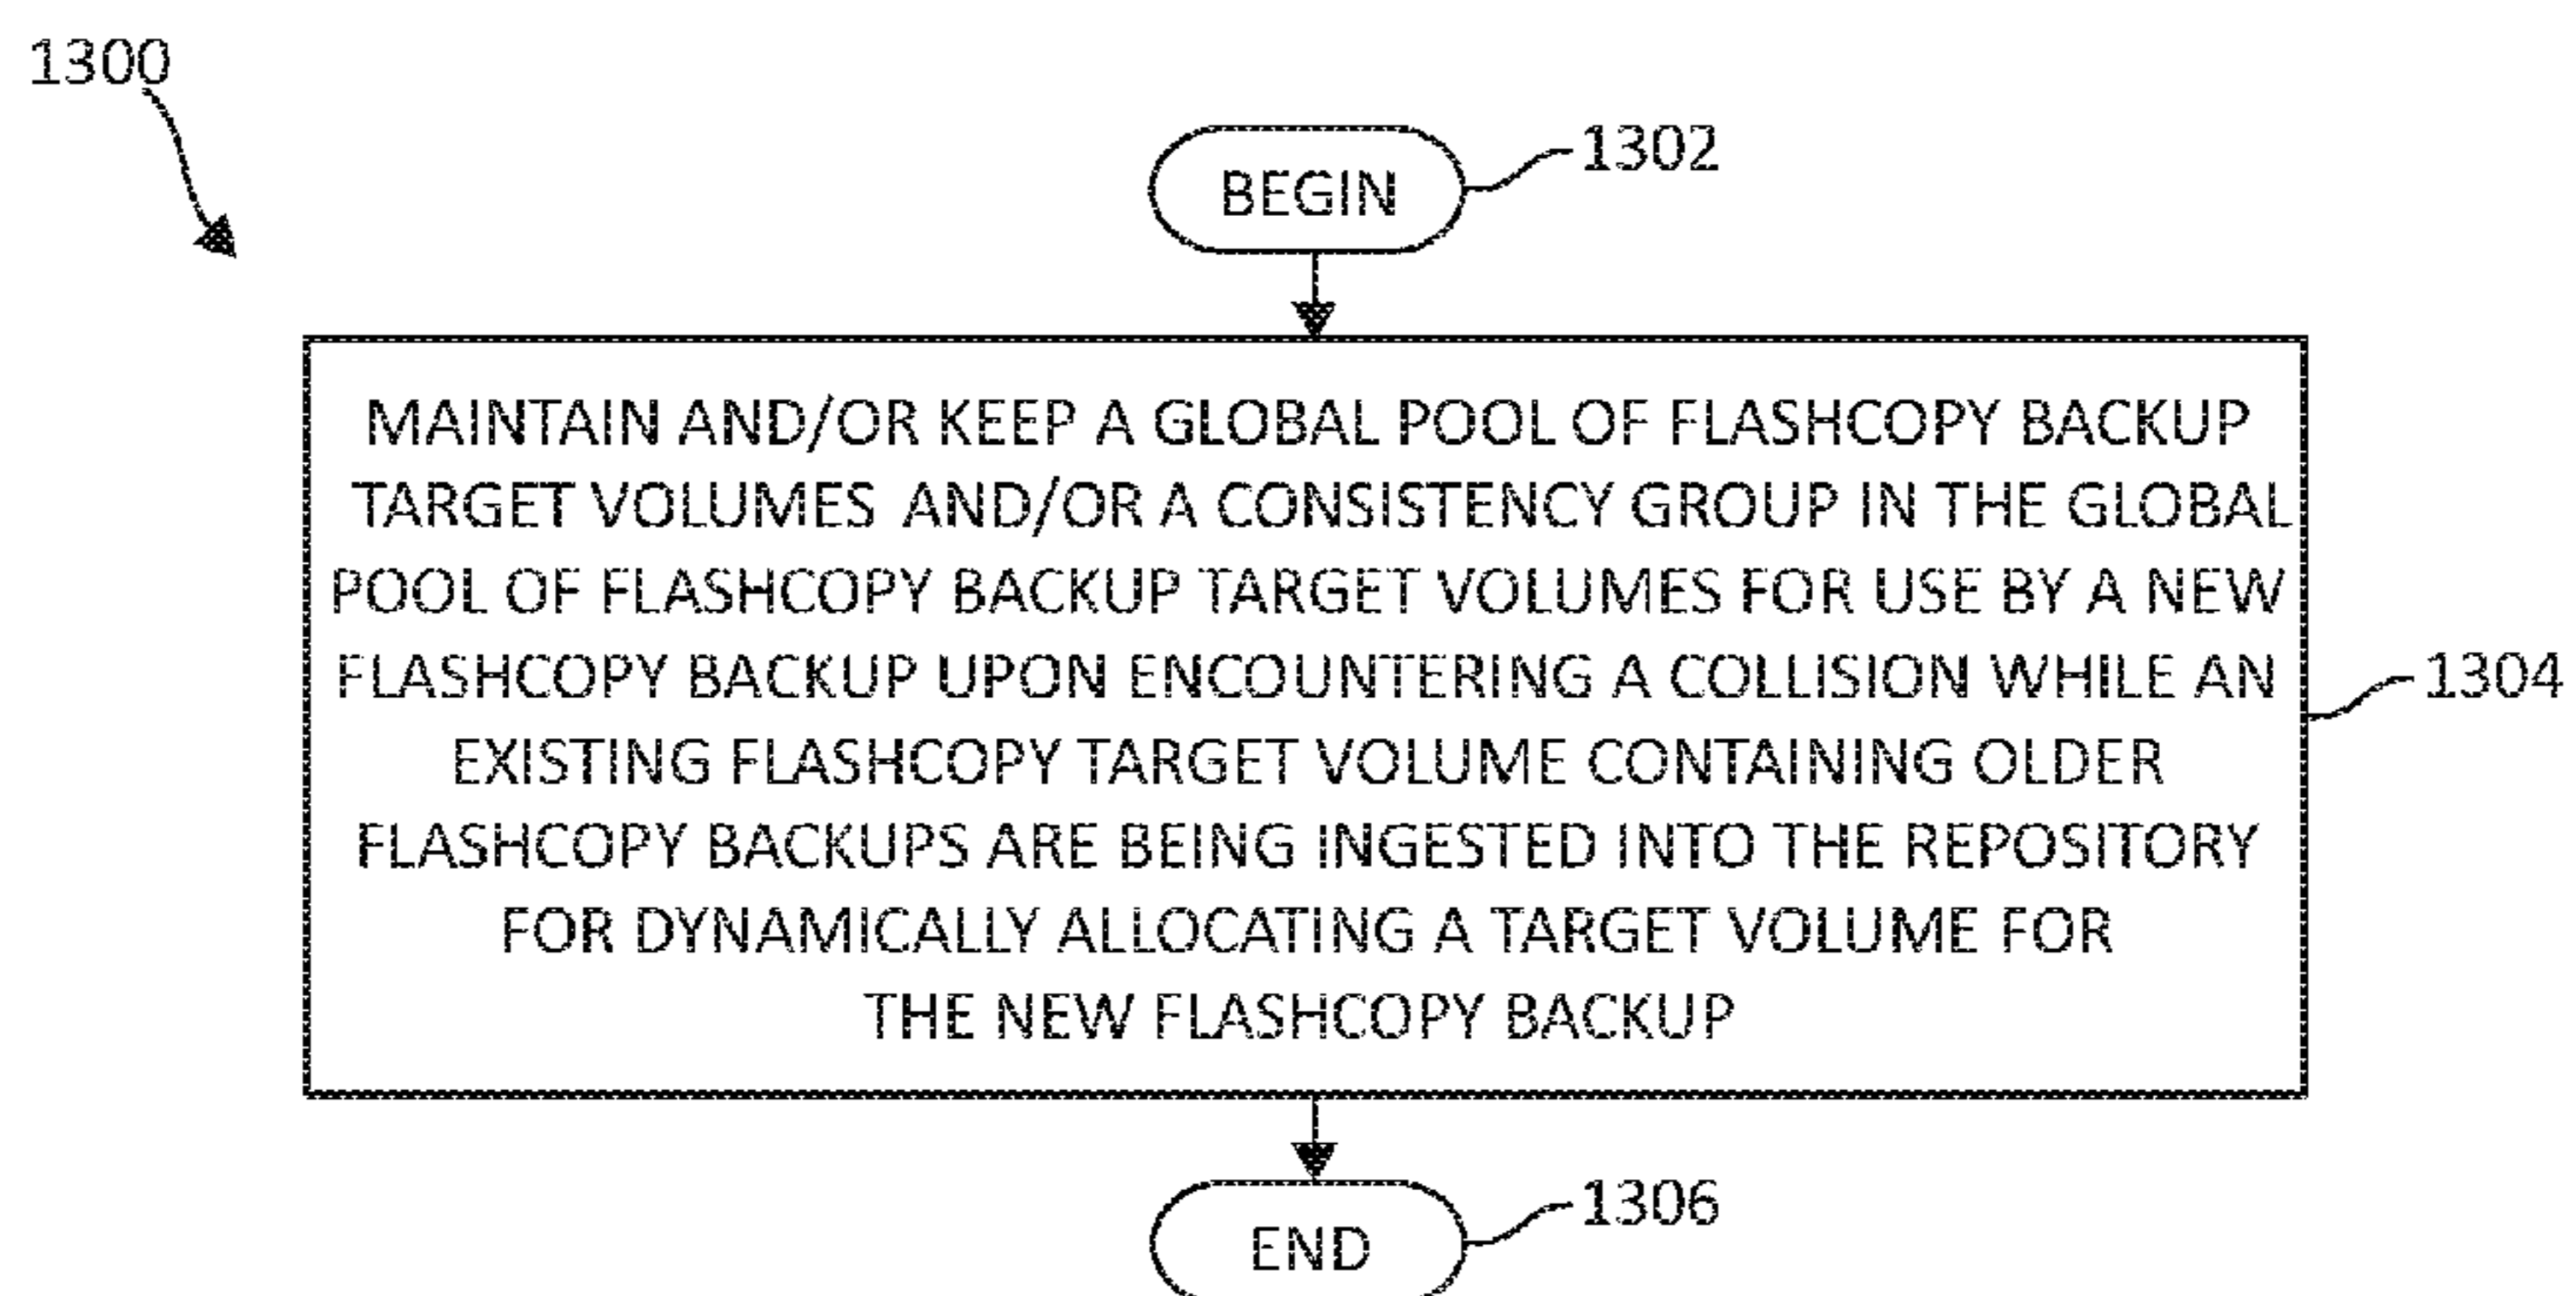 1300
BEGIN
1302
MAINTAIN AND/OR KEEP A GLOBAL POOL OF FLASHCOPY BACKUP
TARGET VOLUMES AND/OR A CONSISTENCY GROUP IN THE GLOBAL
POOL OF FLASHCOPY BACKUP TARGET VOLUMES FOR USE BY A NEW
FLASHCOPY BACKUP UPON ENCOUNTERING A COLLISION WHILE AN
EXISTING FLASHCOPY TARGET VOLUME CONTAINING OLDER
FLASHCOPY BACKUPS ARE BEING INGESTED INTO THE REPOSITORY
FOR DYNAMICALLY ALLOCATING A TARGET VOLUME FOR
THE NEW FLASHCOPY BACKUP
1304
END
1306